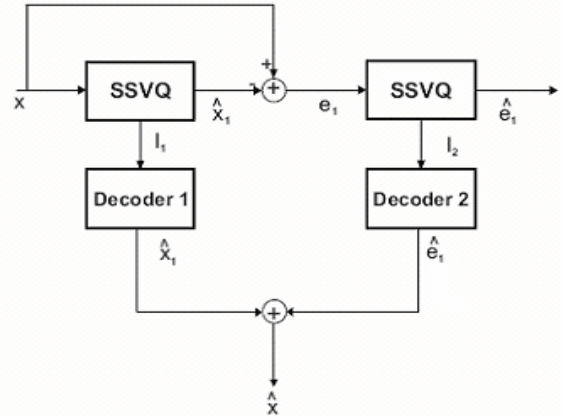 +
SSVQ - + SSVQ
x x̂₁ e₁ ê₁
I₁ I₂
Decoder 1 Decoder 2
x̂₁ ê₁
+
x̂